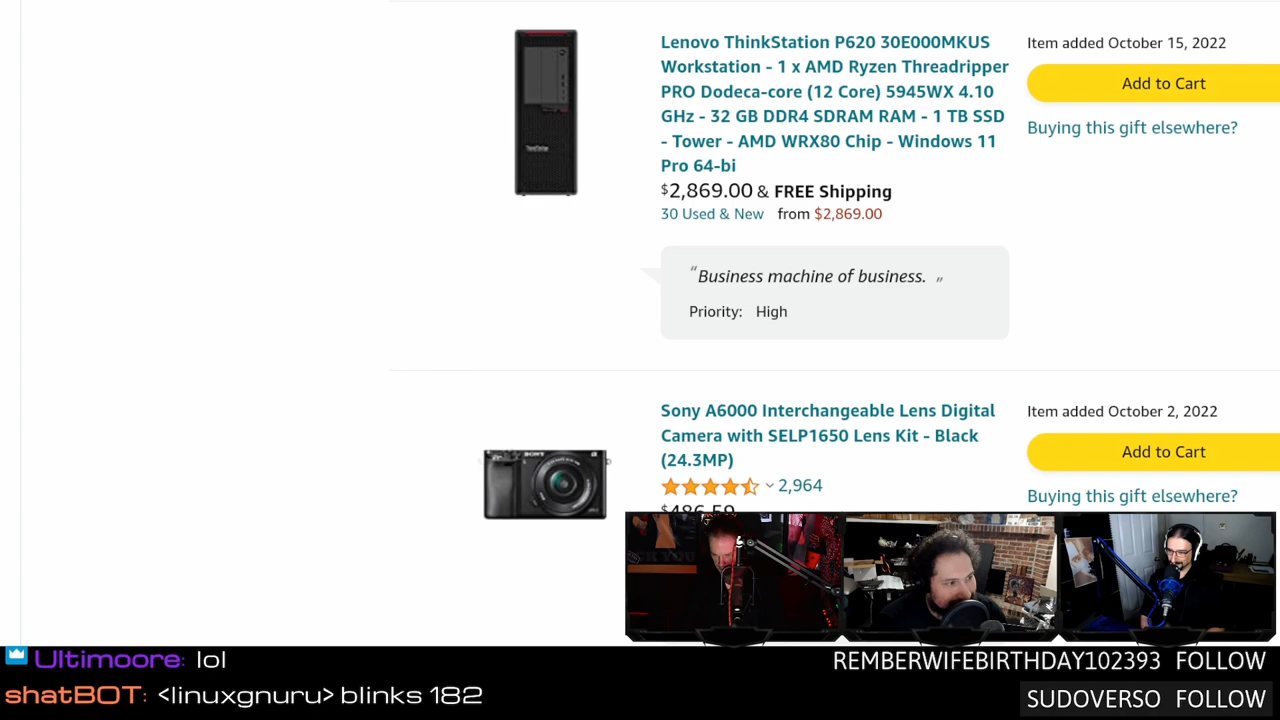 Lenovo ThinkStation P620 30E000MKUS
Workstation - 1 x AMD Ryzen Threadripper
PRO Dodeca-core (12 Core) 5945WX 4.10
GHz - 32 GB DDR4 SDRAM RAM - 1 TB SSD
- Tower - AMD WRX80 Chip - Windows 11
Pro 64-bi
$2,869.00 & FREE Shipping
30 Used & New from $2,869.00
Item added October 15, 2022
Add to Cart
Buying this gift elsewhere?
"Business machine of business. "
Priority: High
Sony A6000 Interchangeable Lens Digital
Camera with SELP1650 Lens Kit - Black
(24.3MP)
2,964
$486.59
Item added October 2, 2022
Add to Cart
Buying this gift elsewhere?
SONY
Ultimoore: lol
shatBOT: <linuxgnuru> blinks 182
REMBERWIFEBIRTHDAY102393 FOLLOW
SUDOVERSO FOLLOW